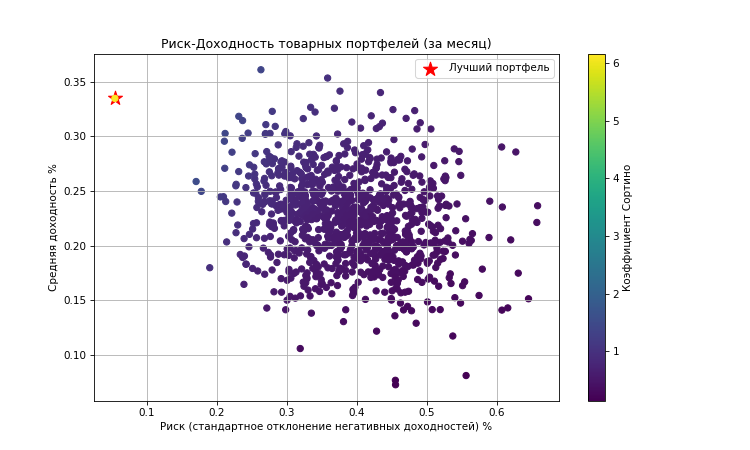 Риск-Доходность товарных портфелей (за месяц)
Лучший портфель
0.35
0.30
0.25
0.20
0.15
0.10
Средняя доходность %
0.1 0.2 0.3 0.4 0.5 0.6
Риск (стандартное отклонение негативных доходностей) %
6
5
4
3
2
1
Коэффициент Сортино